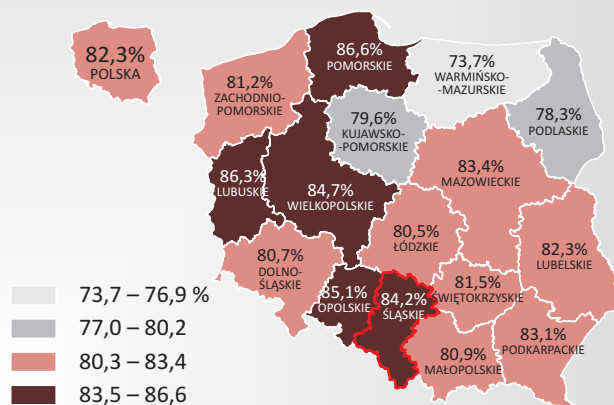 82,3%
POLSKA
86,6%
POMORSKIE
73,7%
WARMIŃSKO-
-MAZURSKIE
81,2%
ZACHODNIO-
POMORSKIE
79,6%
KUJAWSKO-
-POMORSKIE
78,3%
PODLASKIE
86,3%
LUBUSKIE
84,7%
WIELKOPOLSKIE
83,4%
MAZOWIECKIE
80,5%
ŁÓDZKIE
82,3%
LUBELSKIE
80,7%
DOLNO-
ŚLĄSKIE
85,1%
OPOLSKIE
84,2%
ŚLĄSKIE
81,5%
ŚWIĘTOKRZYSKIE
80,9%
MAŁOPOLSKIE
83,1%
PODKARPACKIE
73,7 – 76,9 %
77,0 – 80,2
80,3 – 83,4
83,5 – 86,6